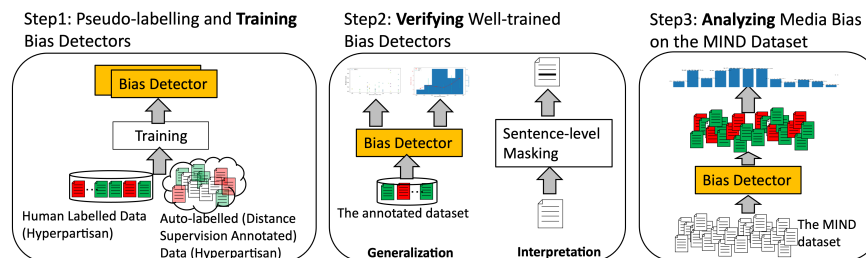 Step1: Pseudo-labelling and Training
Bias Detectors
Bias Detector
Training
Human Labelled Data
(Hyperpartisan)
Auto-labelled (Distance
Supervision Annotated)
Data (Hyperpartisan)
Step2: Verifying Well-trained
Bias Detectors
Bias Detector
The annotated dataset
Generalization
Sentence-level
Masking
Interpretation
Step3: Analyzing Media Bias
on the MIND Dataset
Bias Detector
The MIND
dataset